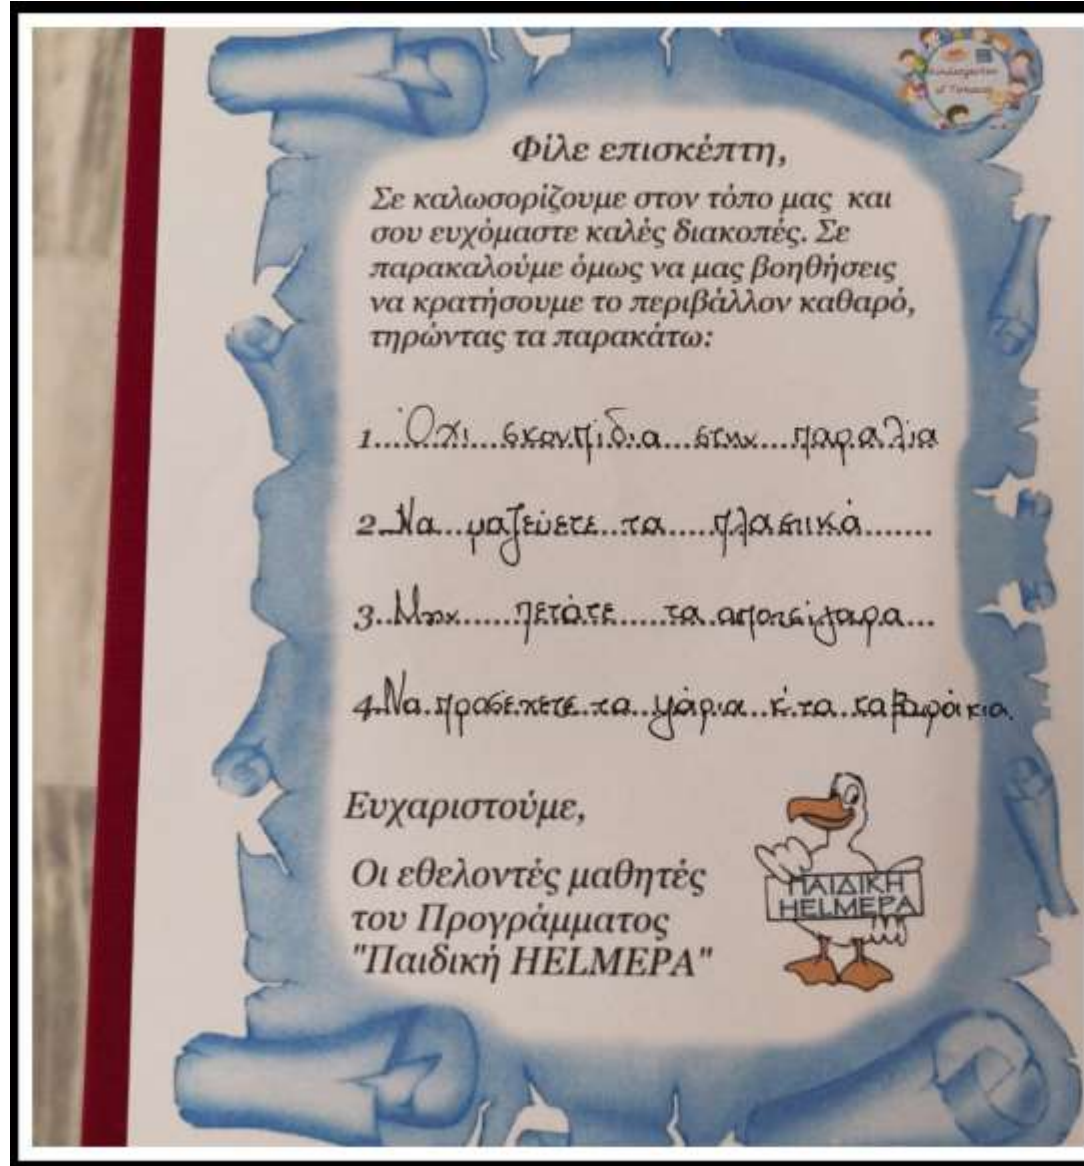 Kindergarten
Φίλε επισκέπτη,
Σε καλωσορίζουμε στον τόπο μας και
σου ευχόμαστε καλές διακοπές. Σε
παρακαλούμε όμως να μας βοηθήσεις
να κρατήσουμε το περιβάλλον καθαρό,
τηρώντας τα παρακάτω:
1...Όχι...σκουπιδια...στην...παραλία
2..Να...μαζεύετε...τα.....πλαστικά.......
3..Μην......πετάτε.....τα..αποτσίγαρα...
4.Να.προσέχετε.τα..ψάρια..κ'.τα..καβουράκια.
Ευχαριστούμε,
Οι εθελοντές μαθητές
του Προγράμματος
"Παιδική HELMEPA"
ΠΑΙΔΙΚΗ
HELMEPA